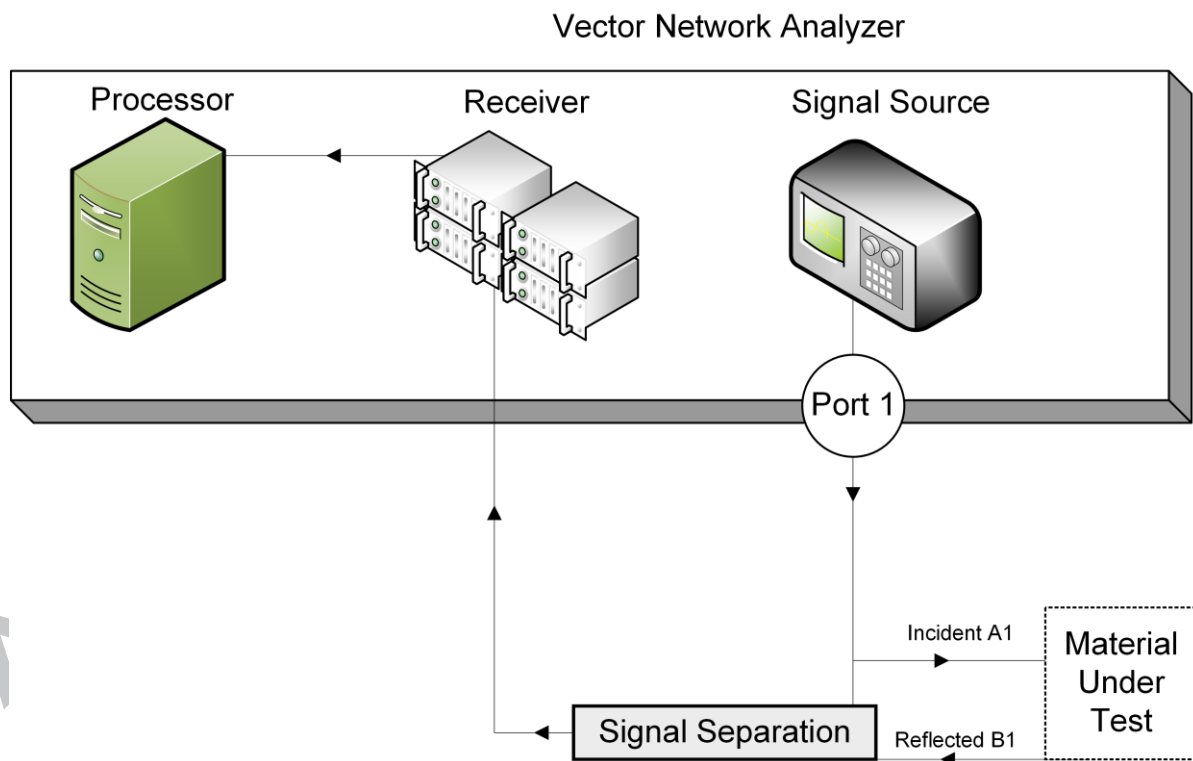 Vector Network Analyzer
Processor
Receiver
Signal Source
Port 1
Incident A1
Material
Under
Test
Signal Separation
Reflected B1